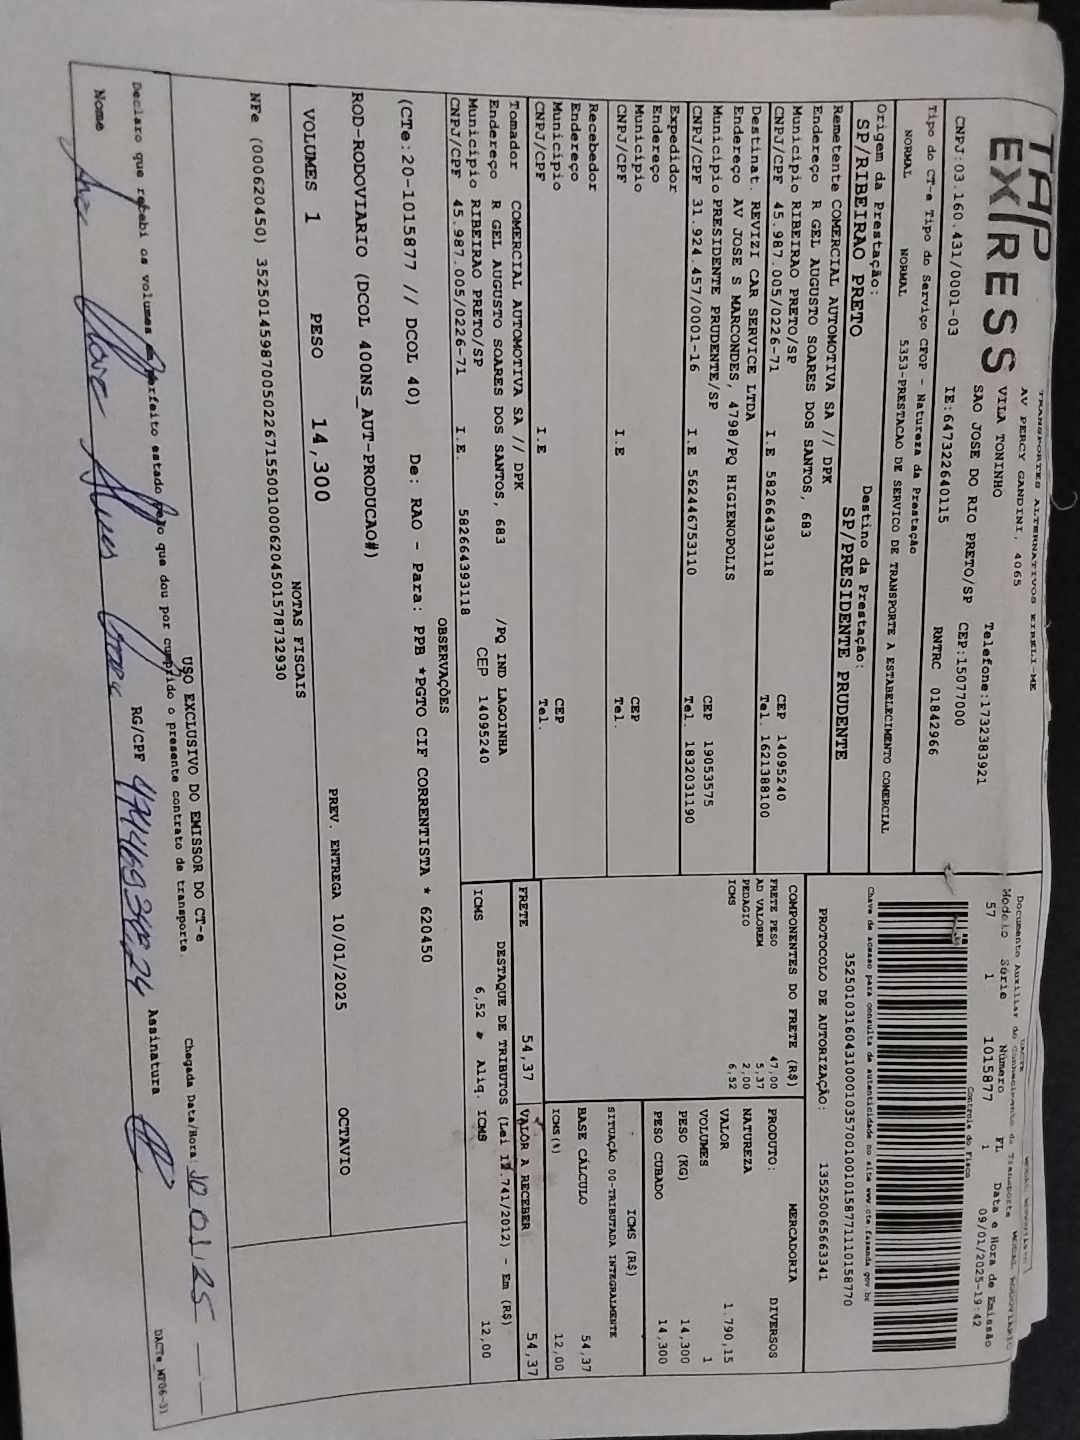 TAP
EXPRESS
TRANSPORTES ALTERNATIVOS EIRELI-ME
AV PERCY GANDINI, 4065
VILA TONINHO
SAO JOSE DO RIO PRETO/SP
Telefone:1732383921
CEP:15077000
CNPJ:03.160.431/0001-03
IE:647322640115
RNTRC 01842966
DACTE
Documento Auxiliar do Conhecimento de Transporte
MODAL RODOVIÁRIO
Modelo Série Número FL Data e Hora de Emissão
57 1 1015877 1 09/01/2025-19:42
Controle do Fisco
Chave de acesso para consulta de autenticidade no site www.cte.fazenda.gov.br
35250103160431000103570010010158771110158770
PROTOCOLO DE AUTORIZAÇÃO: 135250065663341
Tipo do CT-e Tipo do Serviço CFOP - Natureza da Prestação
NORMAL NORMAL 5353-PRESTACAO DE SERVICO DE TRANSPORTE A ESTABELECIMENTO COMERCIAL
Origem da Prestação: Destino da Prestação:
SP/RIBEIRAO PRETO SP/PRESIDENTE PRUDENTE
Remetente COMERCIAL AUTOMOTIVA SA // DPK
Endereço R GEL AUGUSTO SOARES DOS SANTOS, 683
Município RIBEIRAO PRETO/SP CEP 14095240
CNPJ/CPF 45.987.005/0226-71 I.E 582664393118 Tel. 1621388100
Destinat. REVIZI CAR SERVICE LTDA
Endereço AV JOSE S MARCONDES, 4798/PQ HIGIENOPOLIS
Município PRESIDENTE PRUDENTE/SP CEP 19053575
CNPJ/CPF 31.924.457/0001-16 I.E 562446753110 Tel. 1832031190
Expedidor
Endereço
Município CEP
CNPJ/CPF I.E Tel.
Recebedor
Endereço
Município CEP
CNPJ/CPF I.E Tel.
Tomador COMERCIAL AUTOMOTIVA SA // DPK
Endereço R GEL AUGUSTO SOARES DOS SANTOS, 683 /PQ IND LAGOINHA
Município RIBEIRAO PRETO/SP CEP 14095240
CNPJ/CPF 45.987.005/0226-71 I.E. 582664393118
COMPONENTES DO FRETE (R$)
FRETE PESO 47,00
AD VALOREM 5,37
PEDAGIO 2,00
ICMS 6,52
MERCADORIA
PRODUTO: DIVERSOS
NATUREZA
VALOR 1.790,15
VOLUMES 1
PESO (KG) 14,300
PESO CUBADO 14,300
ICMS (R$)
SITUAÇÃO 00-TRIBUTADA INTEGRALMENTE
BASE CÁLCULO 54,37
ICMS(%) 12,00
FRETE 54,37 VALOR A RECEBER 54,37
DESTAQUE DE TRIBUTOS (Lei 12.741/2012) - Em (R$)
ICMS 6,52 Aliq. ICMS 12,00
OBSERVAÇÕES
(CTe:20-1015877 // DCOL 40) De: RAO - Para: PPB *PGTO CIF CORRENTISTA * 620450
ROD-RODOVIARIO (DCOL 40ONS_AUT-PRODUCAO#)
VOLUMES 1 PESO 14,300 PREV. ENTREGA 10/01/2025 OCTAVIO
NOTAS FISCAIS
NFe (000620450) 35250145987005022671550010006204501578732930
USO EXCLUSIVO DO EMISSOR DO CT-e
Declaro que recebi os volumes em perfeito estado pelo que dou por cumprido o presente contrato de transporte.
Chegada Data/Hora: 10.01.25
Nome RG/CPF Assinatura
DACTe_WF06-31